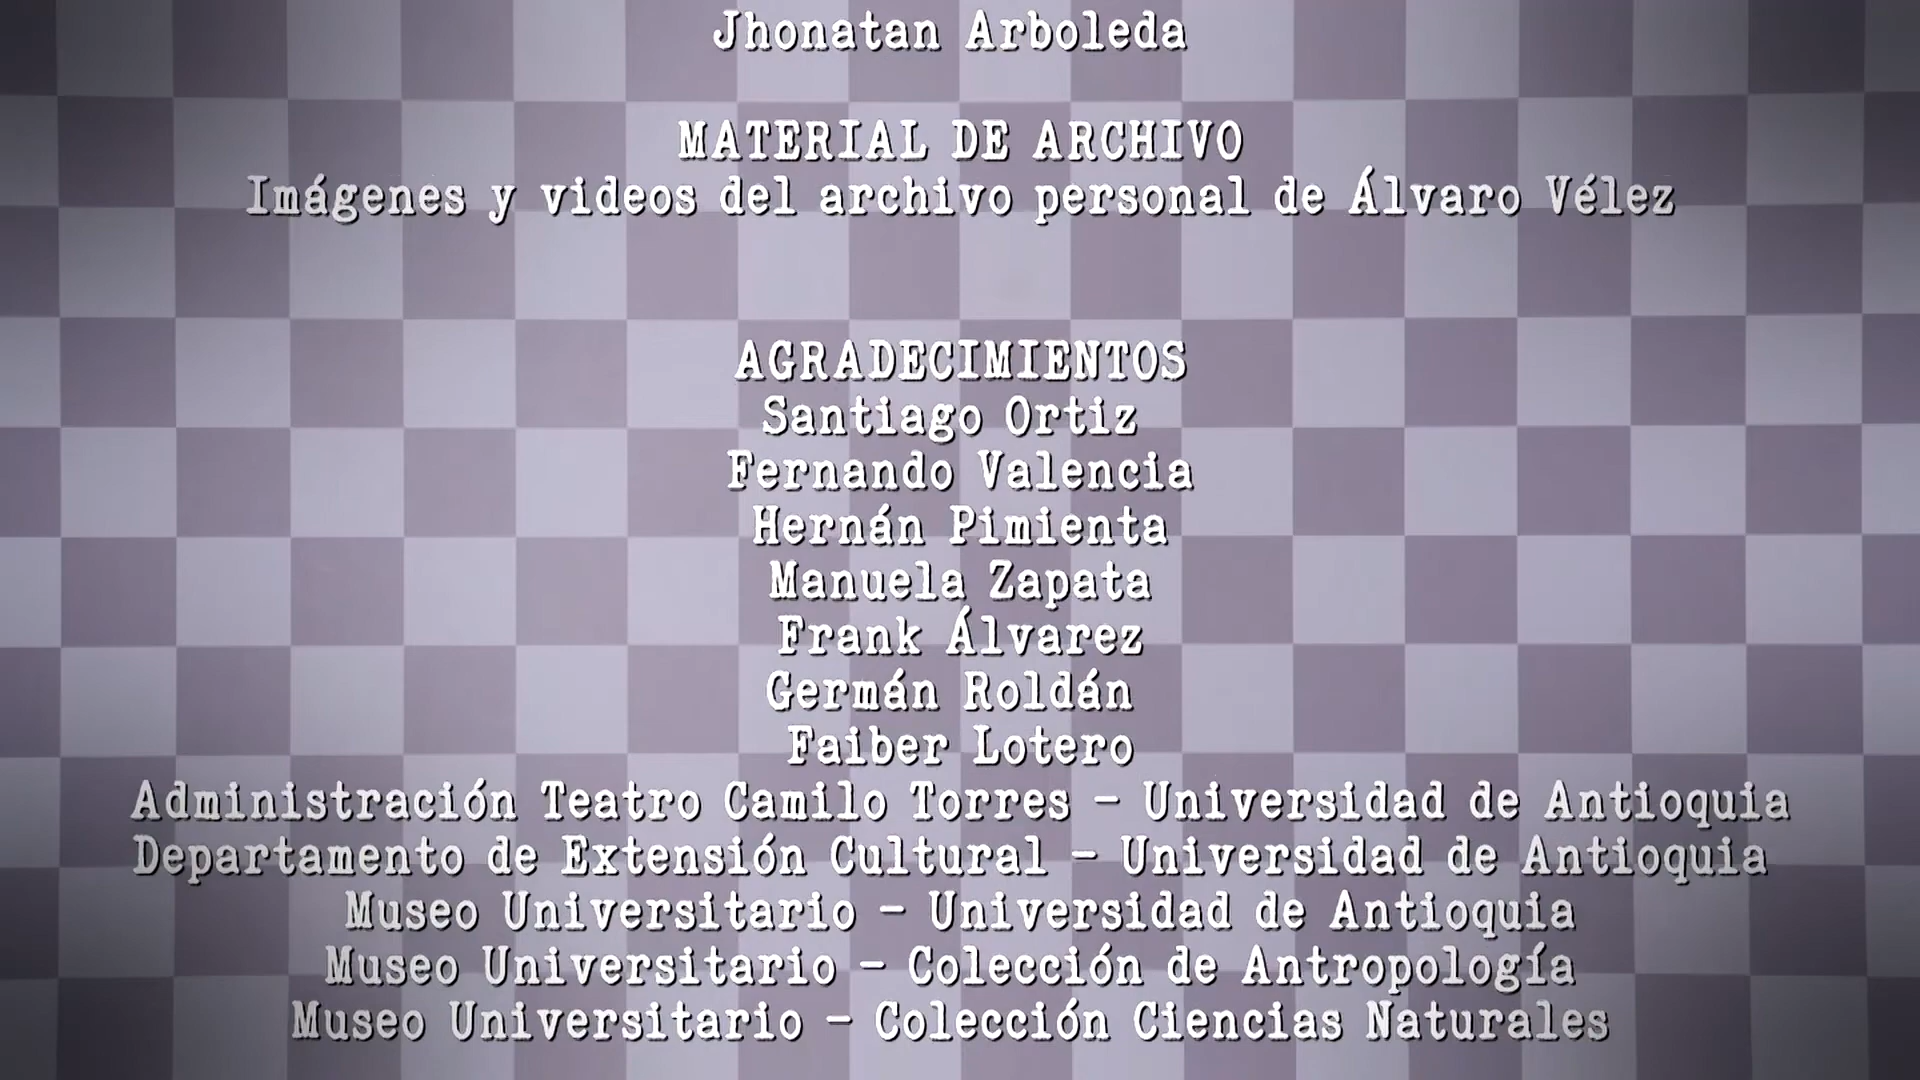 Jhonatan Arboleda
MATERIAL DE ARCHIVO
Imágenes y videos del archivo personal de Álvaro Vélez
AGRADECIMIENTOS
Santiago Ortiz
Fernando Valencia
Hernán Pimienta
Manuela Zapata
Frank Álvarez
Germán Roldán
Faiber Lotero
Administración Teatro Camilo Torres - Universidad de Antioquia
Departamento de Extensión Cultural - Universidad de Antioquia
Museo Universitario - Universidad de Antioquia
Museo Universitario - Colección de Antropología
Museo Universitario - Colección Ciencias Naturales